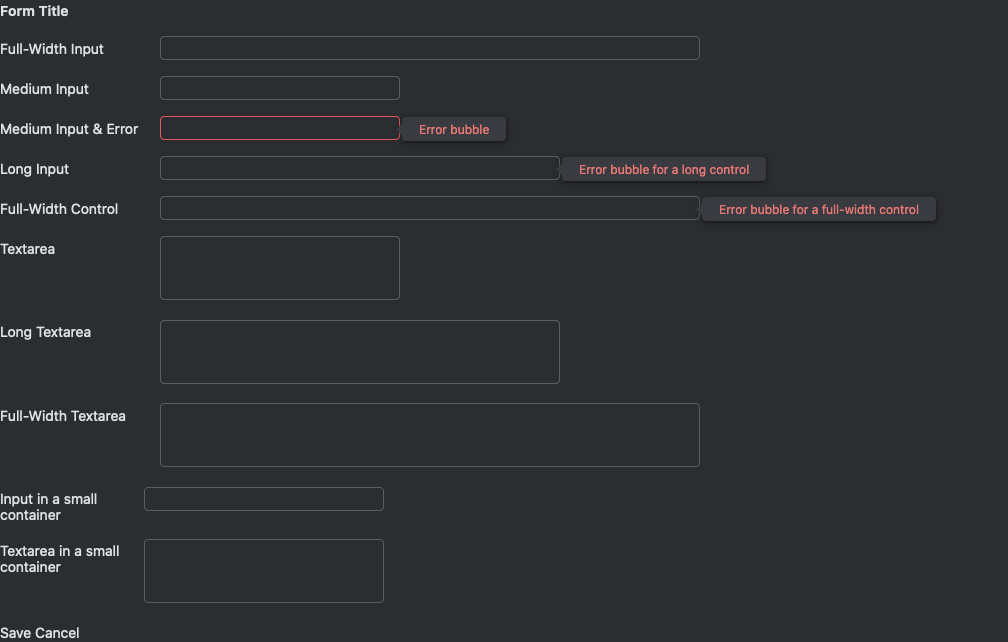 Form Title
Full-Width Input
Medium Input
Medium Input & Error
Error bubble
Long Input
Error bubble for a long control
Full-Width Control
Error bubble for a full-width control
Textarea
Long Textarea
Full-Width Textarea
Input in a small
container
Textarea in a small
container
Save Cancel